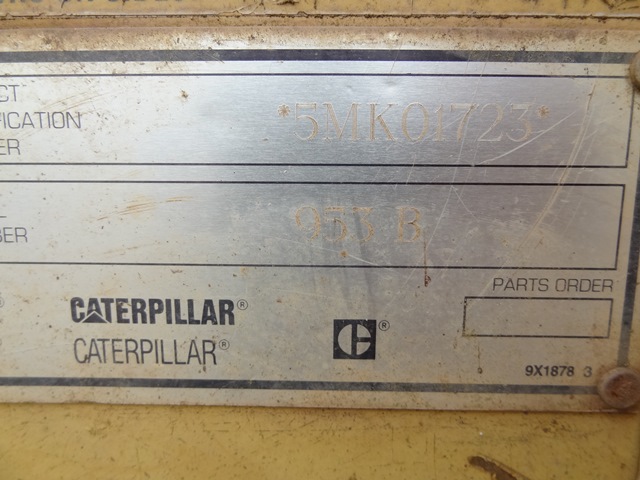 CT
FICATION
ER
*5MK01723*
L
BER
953 B
PARTS ORDER
CATERPILLAR®
CATERPILLAR®
C ®
9X1878 3